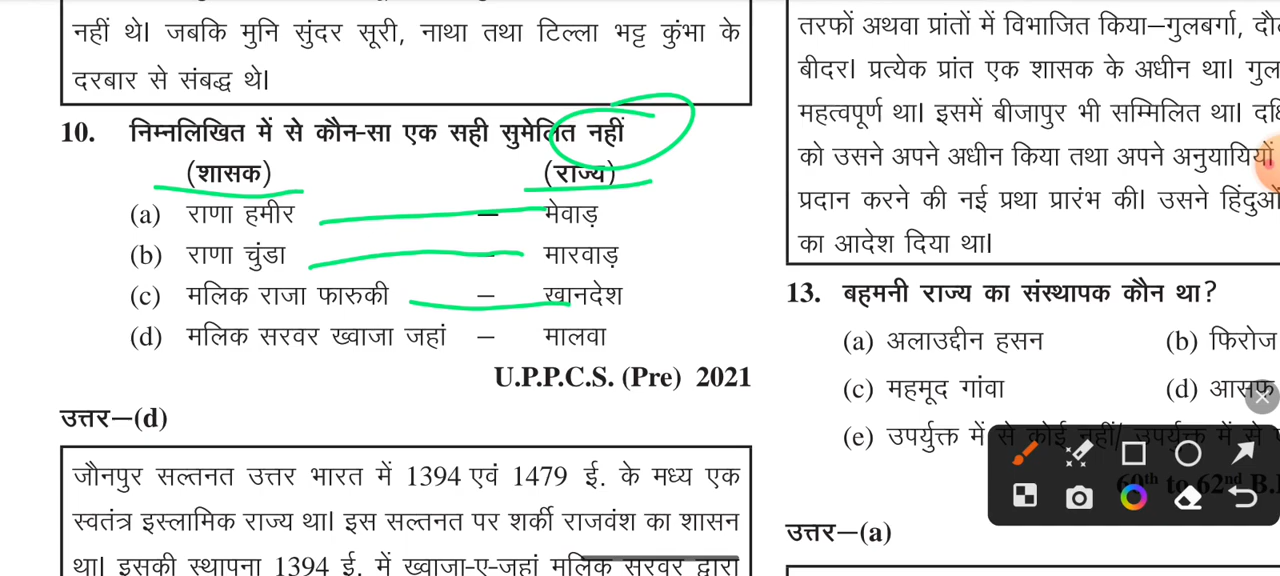 नहीं थे। जबकि मुनि सुंदर सूरी, नाथा तथा टिल्ला भट्ट कुंभा के
दरबार से संबद्ध थे।
10. निम्नलिखित में से कौन-सा एक सही सुमेलित नहीं
(शासक) (राज्य)
(a) राणा हमीर – मेवाड़
(b) राणा चुंडा – मारवाड़
(c) मलिक राजा फारुकी – खानदेश
(d) मलिक सरवर ख्वाजा जहां – मालवा
U.P.P.C.S. (Pre) 2021
उत्तर—(d)
जौनपुर सल्तनत उत्तर भारत में 1394 एवं 1479 ई. के मध्य एक
स्वतंत्र इस्लामिक राज्य था। इस सल्तनत पर शर्की राजवंश का शासन
था। इसकी स्थापना 1394 ई. में ख्वाजा-ए-जहां मलिक सरवर द्वारा
तरफों अथवा प्रांतों में विभाजित किया—गुलबर्गा,
बीदर। प्रत्येक प्रांत एक शासक के अधीन था।
महत्वपूर्ण था। इसमें बीजापुर भी सम्मिलित था।
को उसने अपने अधीन किया तथा अपने अनुयायियों
प्रदान करने की नई प्रथा प्रारंभ की। उसने हिंदुओं
का आदेश दिया था।
13. बहमनी राज्य का संस्थापक कौन था?
(a) अलाउद्दीन हसन (b) फिरोज
(c) महमूद गांवा (d) आसफ
(e) उपर्युक्त में से कोई नहीं/ उपर्युक्त में से
60th to 62nd B.
उत्तर—(a)